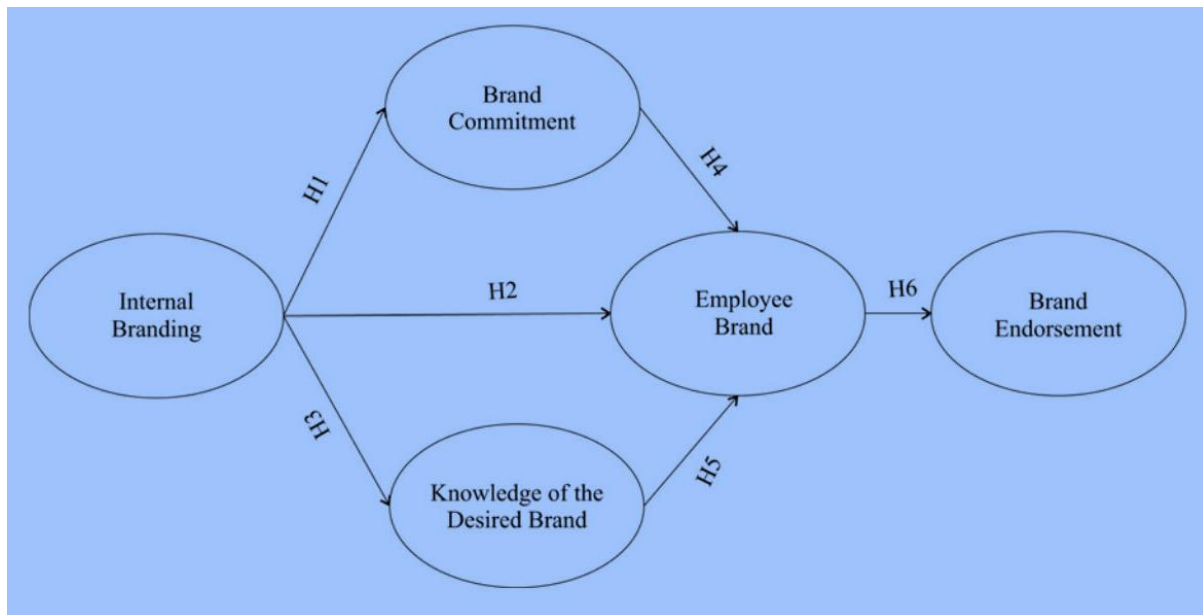 Brand
Commitment
H1
H4
Internal
Branding
H2
Employee
Brand
H6
Brand
Endorsement
H3
Knowledge of the
Desired Brand
H5